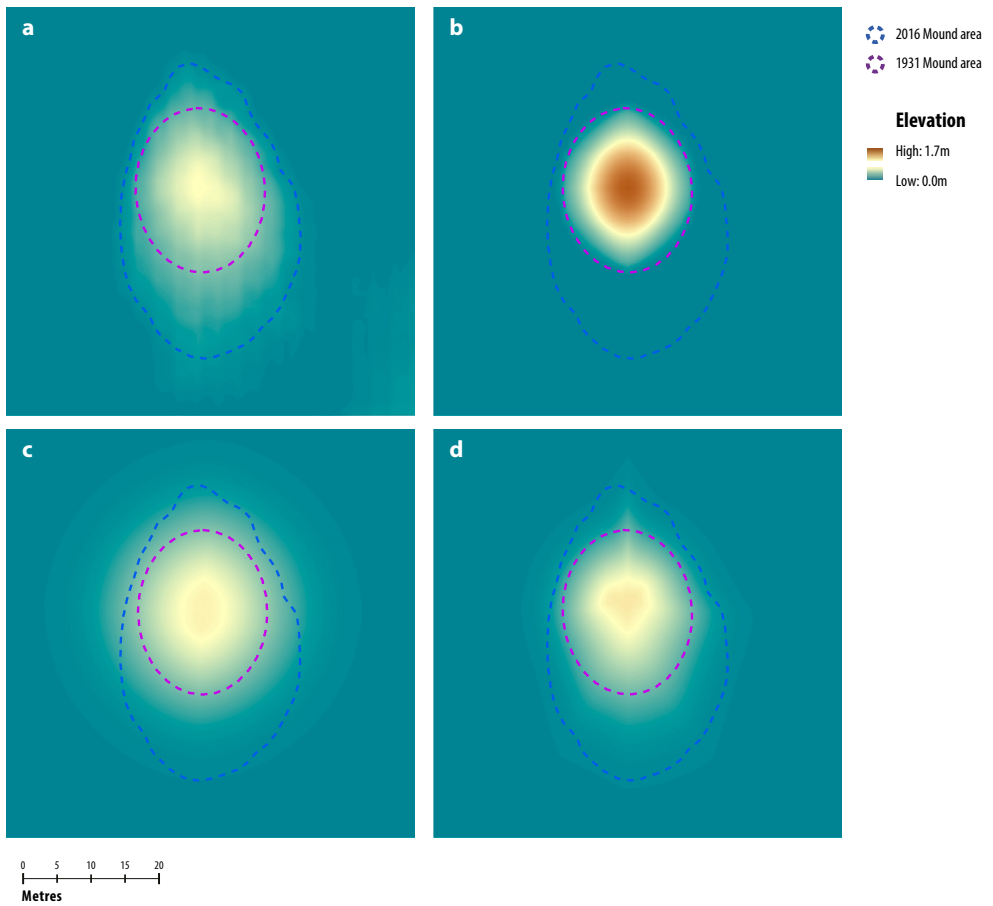 a
b
2016 Mound area
1931 Mound area
Elevation
High: 1.7m
Low: 0.0m
c
d
0 5 10 15 20
Metres